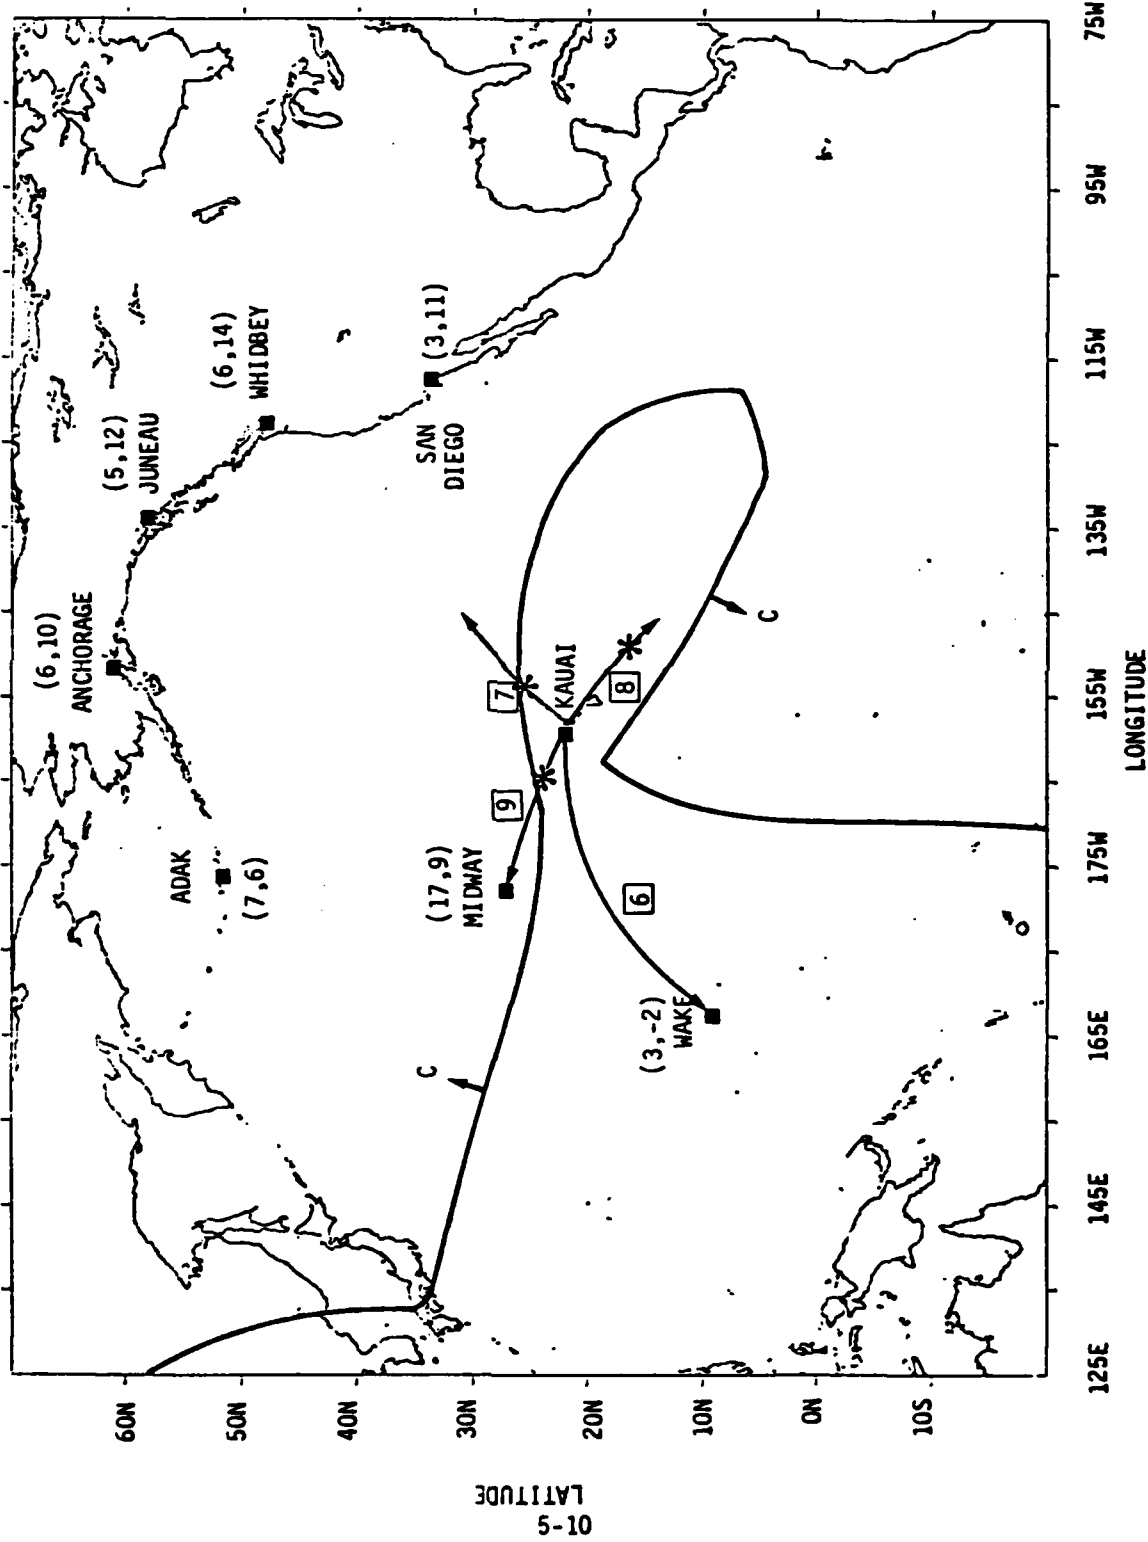 (6,10)
ANCHORAGE
(5,12)
JUNEAU
(6,14)
WHIDBEY
ADAK
(7,6)
SAN
DIEGO
(3,11)
(17,9)
MIDWAY
9
7
KAUAI
8
6
(3,-2)
WAKE
C
C
60N
50N
40N
30N
20N
10N
0N
10S
LATITUDE
125E
145E
165E
175W
155W
135W
115W
95W
75W
LONGITUDE
5-10